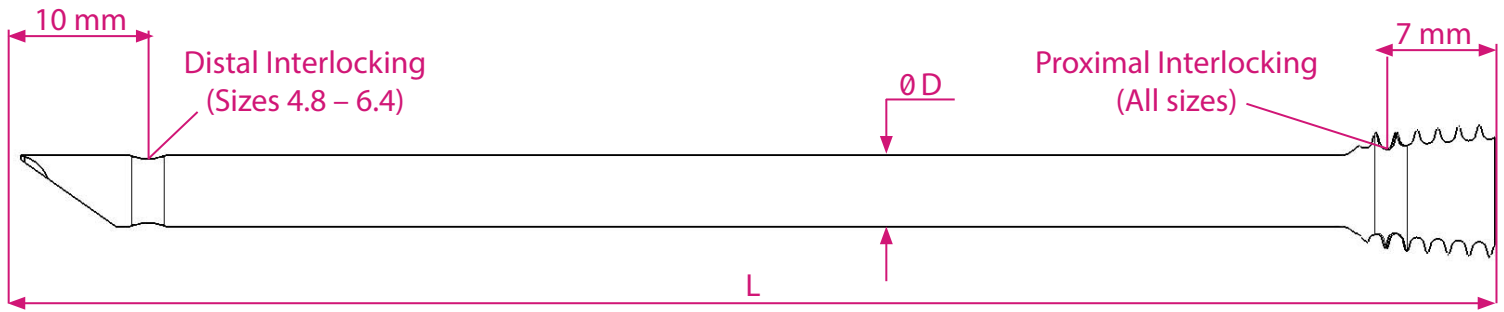 10 mm
7 mm
Distal Interlocking
(Sizes 4.8 – 6.4)
Ø D
Proximal Interlocking
(All sizes)
L